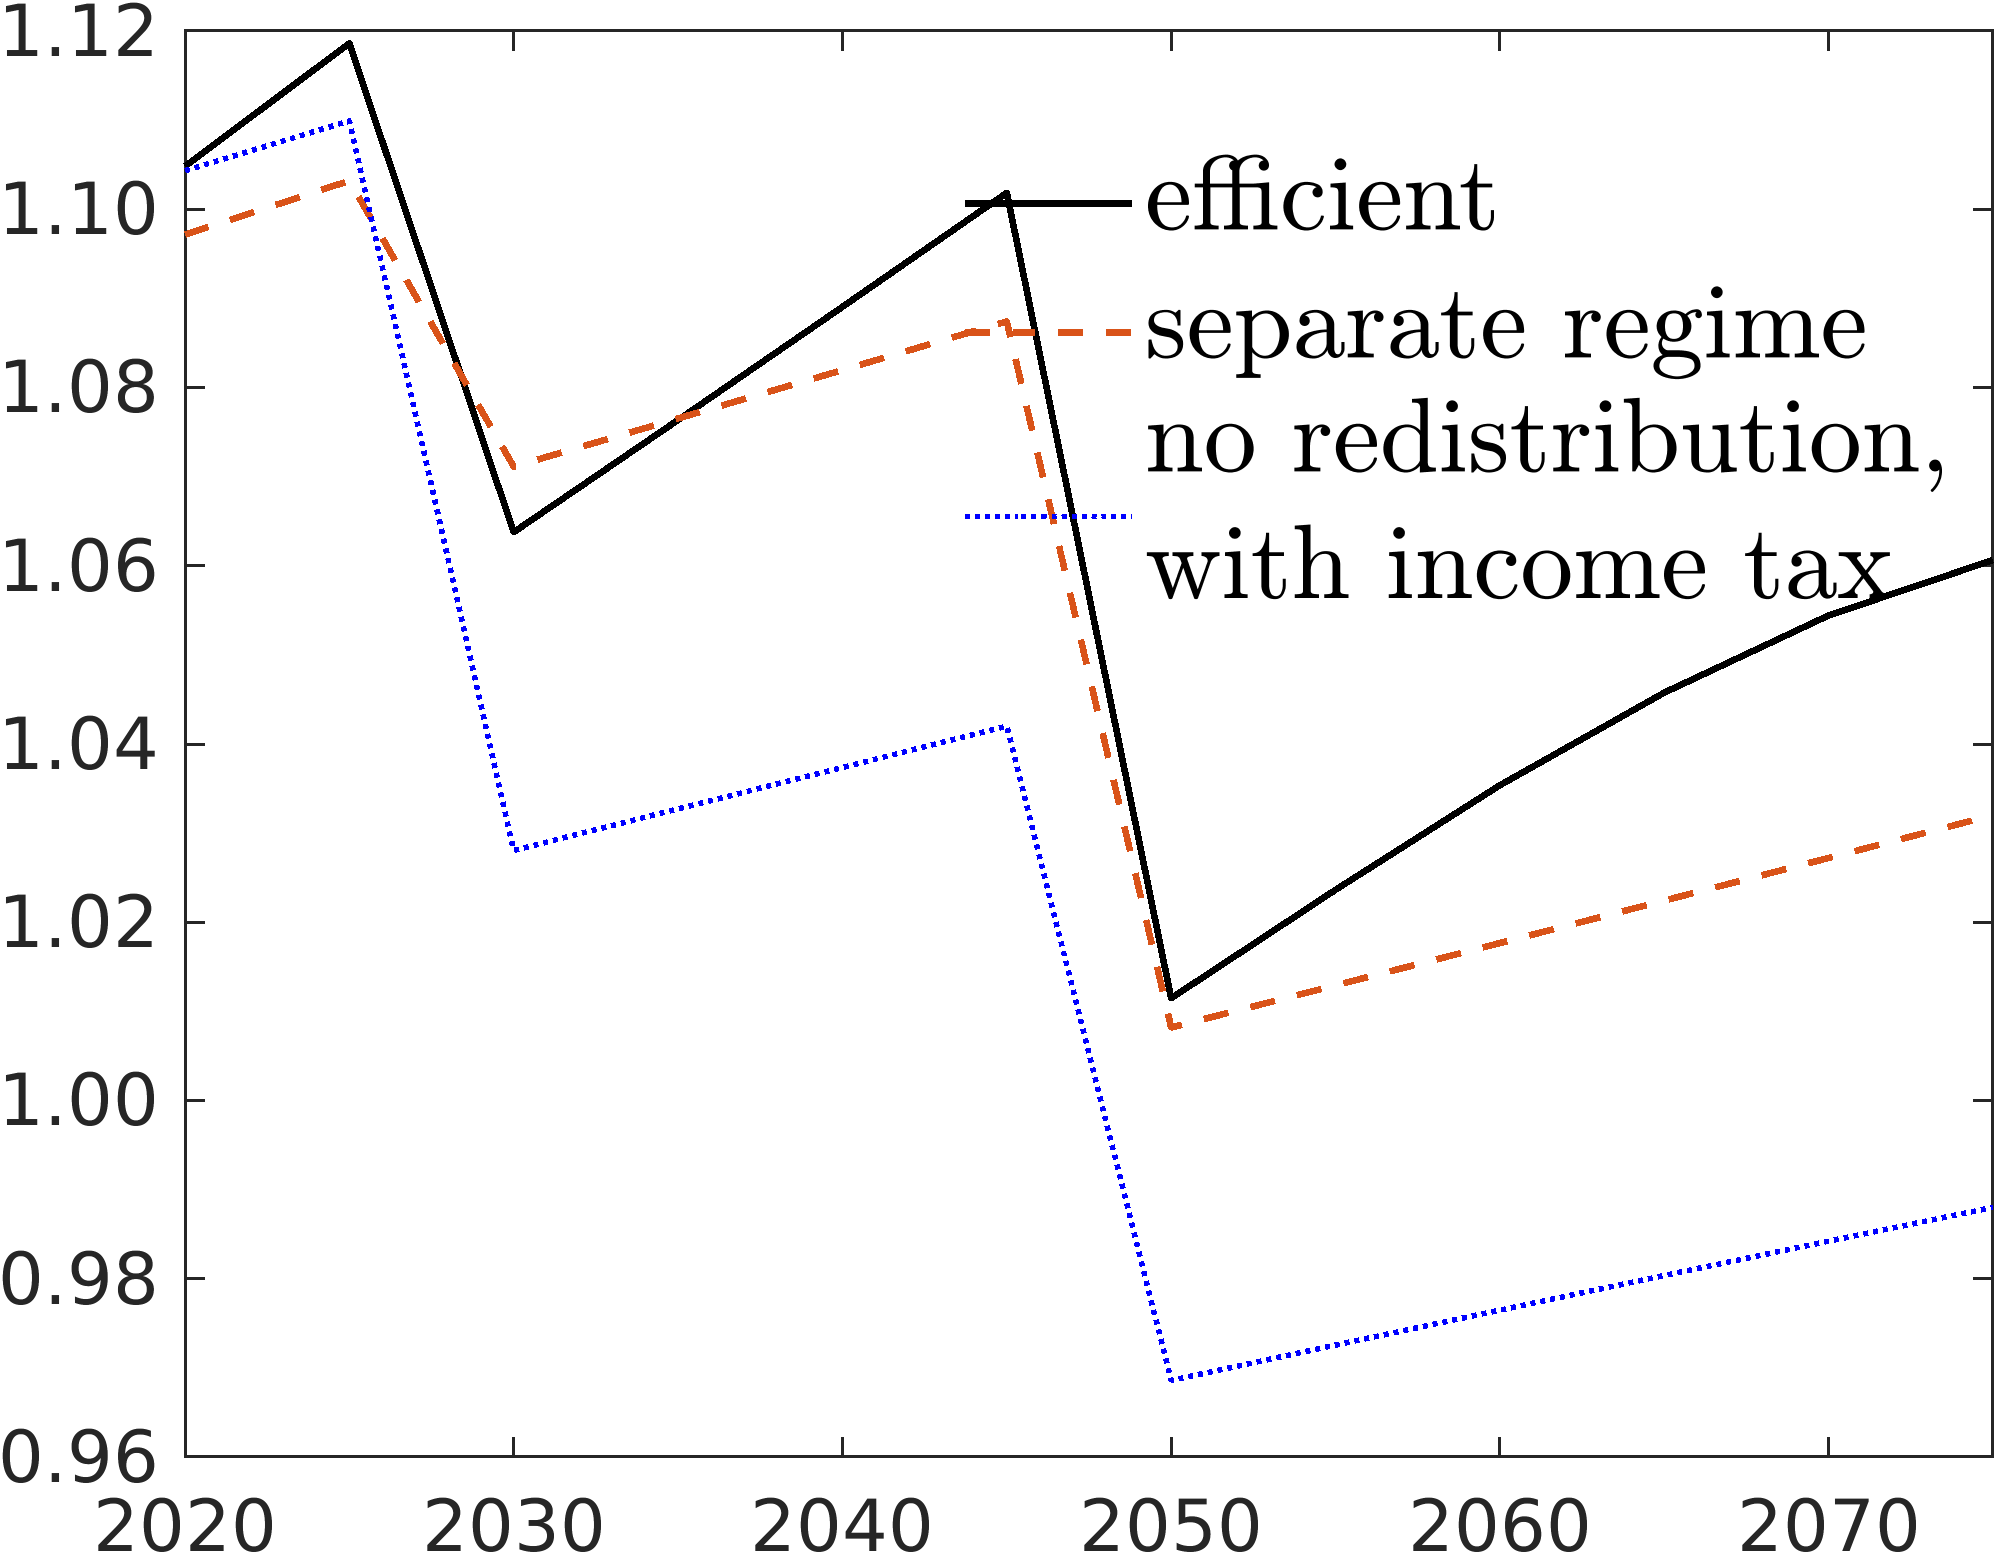 1.12
1.10
1.08
1.06
1.04
1.02
1.00
0.98
0.96
2020 2030 2040 2050 2060 2070
efficient
separate regime
no redistribution,
with income tax